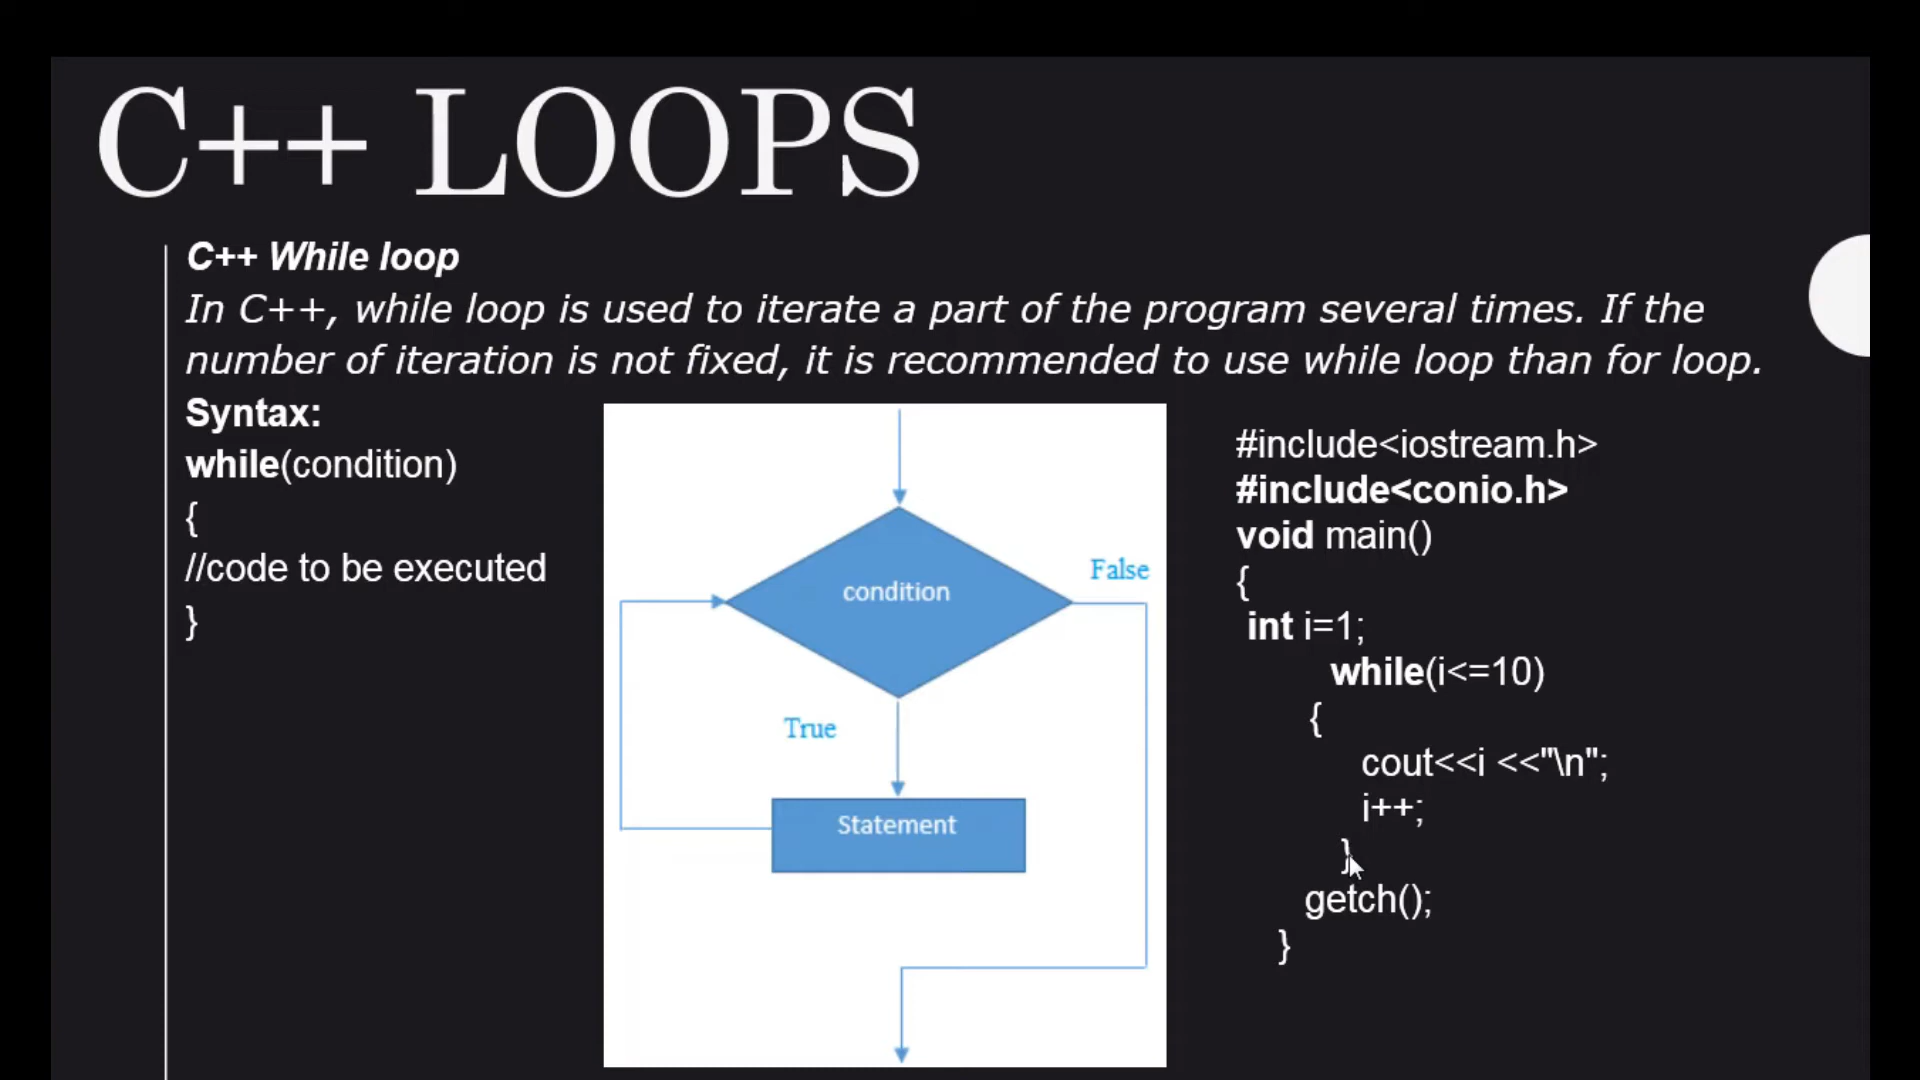 C++ LOOPS
C++ While loop
In C++, while loop is used to iterate a part of the program several times. If the
number of iteration is not fixed, it is recommended to use while loop than for loop.
Syntax:
while(condition)
{
//code to be executed
}
condition
False
True
Statement
#include<iostream.h>
#include<conio.h>
void main()
{
int i=1;
while(i<=10)
{
cout<<i <<"\n";
i++;
}
getch();
}